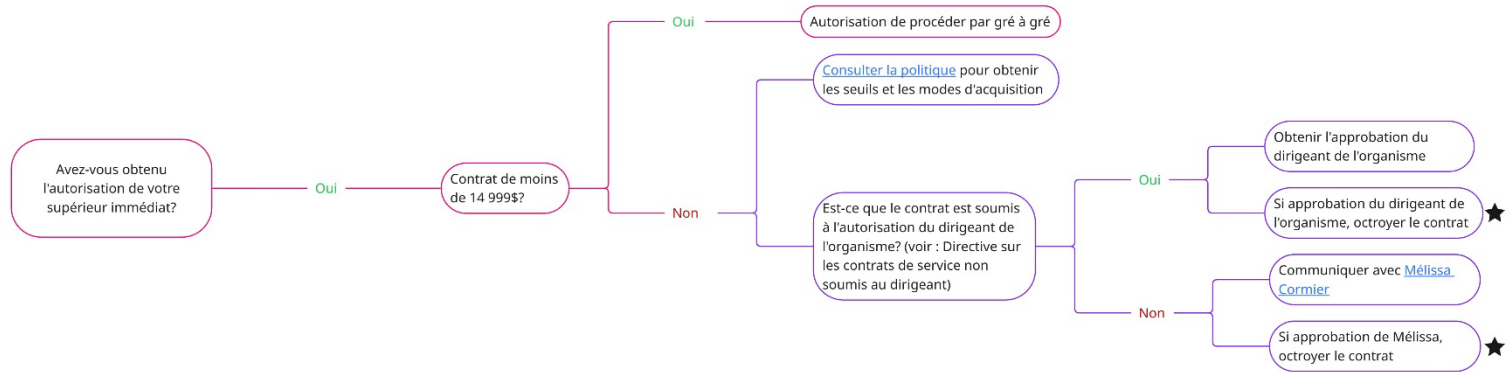 Avez-vous obtenu
l'autorisation de votre
supérieur immédiat?
Oui
Contrat de moins
de 14 999$?
Oui
Autorisation de procéder par gré à gré
Non
Consulter la politique pour obtenir
les seuils et les modes d'acquisition
Est-ce que le contrat est soumis
à l'autorisation du dirigeant de
l'organisme? (voir : Directive sur
les contrats de service non
soumis au dirigeant)
Oui
Obtenir l'approbation du
dirigeant de l'organisme
Si approbation du dirigeant de
l'organisme, octroyer le contrat
Non
Communiquer avec Mélissa
Cormier
Si approbation de Mélissa,
octroyer le contrat